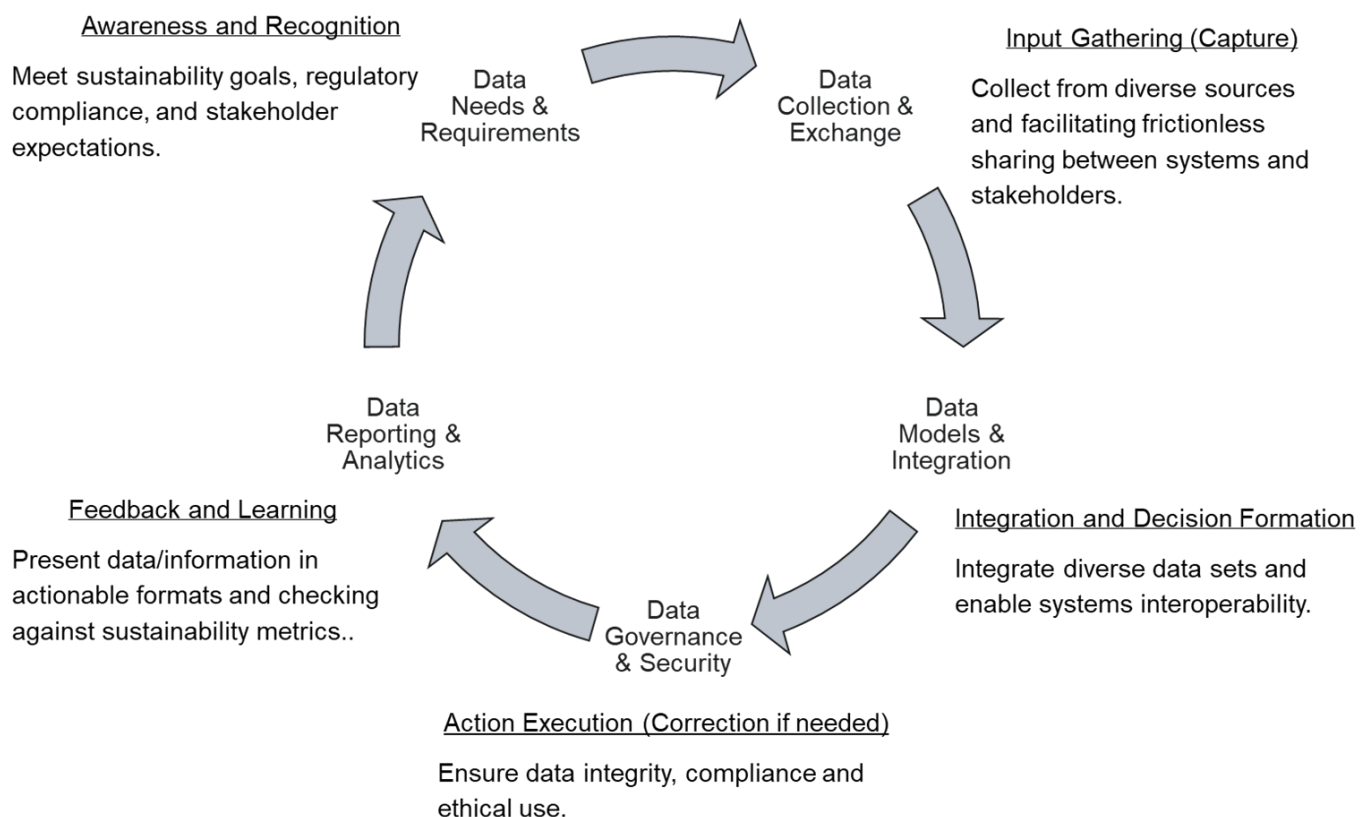 Awareness and Recognition
Meet sustainability goals, regulatory
compliance, and stakeholder
expectations.
Data
Needs &
Requirements
Data
Collection &
Exchange
Input Gathering (Capture)
Collect from diverse sources
and facilitating frictionless
sharing between systems and
stakeholders.
Data
Models &
Integration
Integration and Decision Formation
Integrate diverse data sets and
enable systems interoperability.
Data
Governance
& Security
Action Execution (Correction if needed)
Ensure data integrity, compliance and
ethical use.
Data
Reporting &
Analytics
Feedback and Learning
Present data/information in
actionable formats and checking
against sustainability metrics..